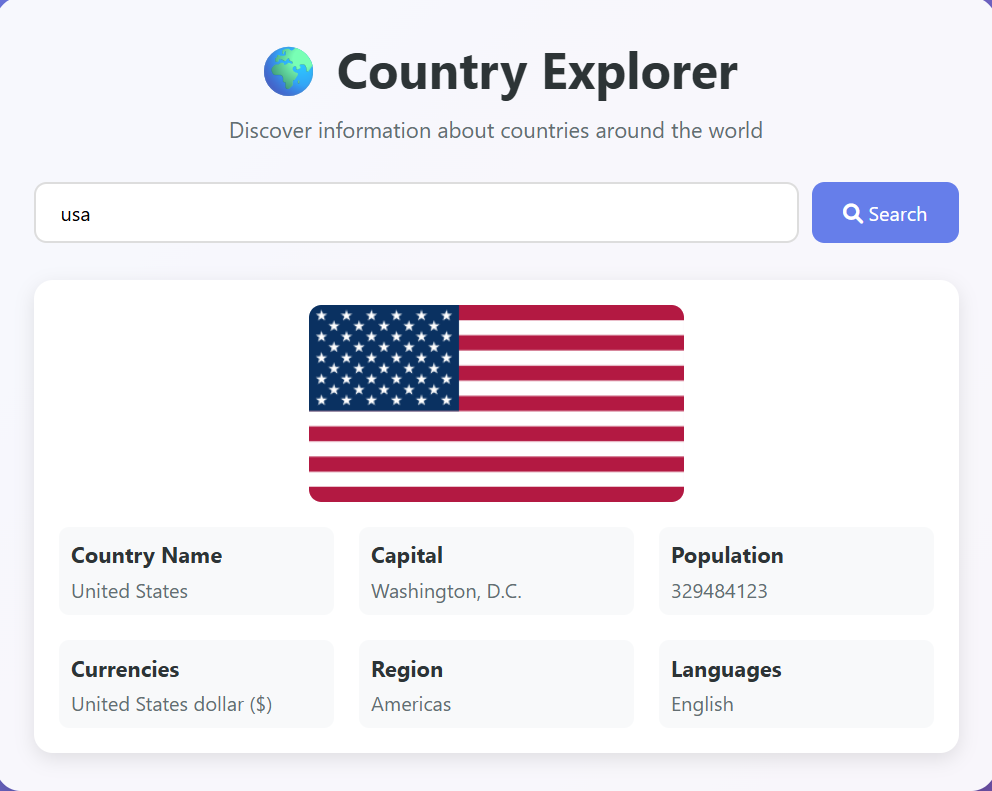 Country Explorer
Discover information about countries around the world
usa
Search
Country Name
United States
Capital
Washington, D.C.
Population
329484123
Currencies
United States dollar ($)
Region
Americas
Languages
English